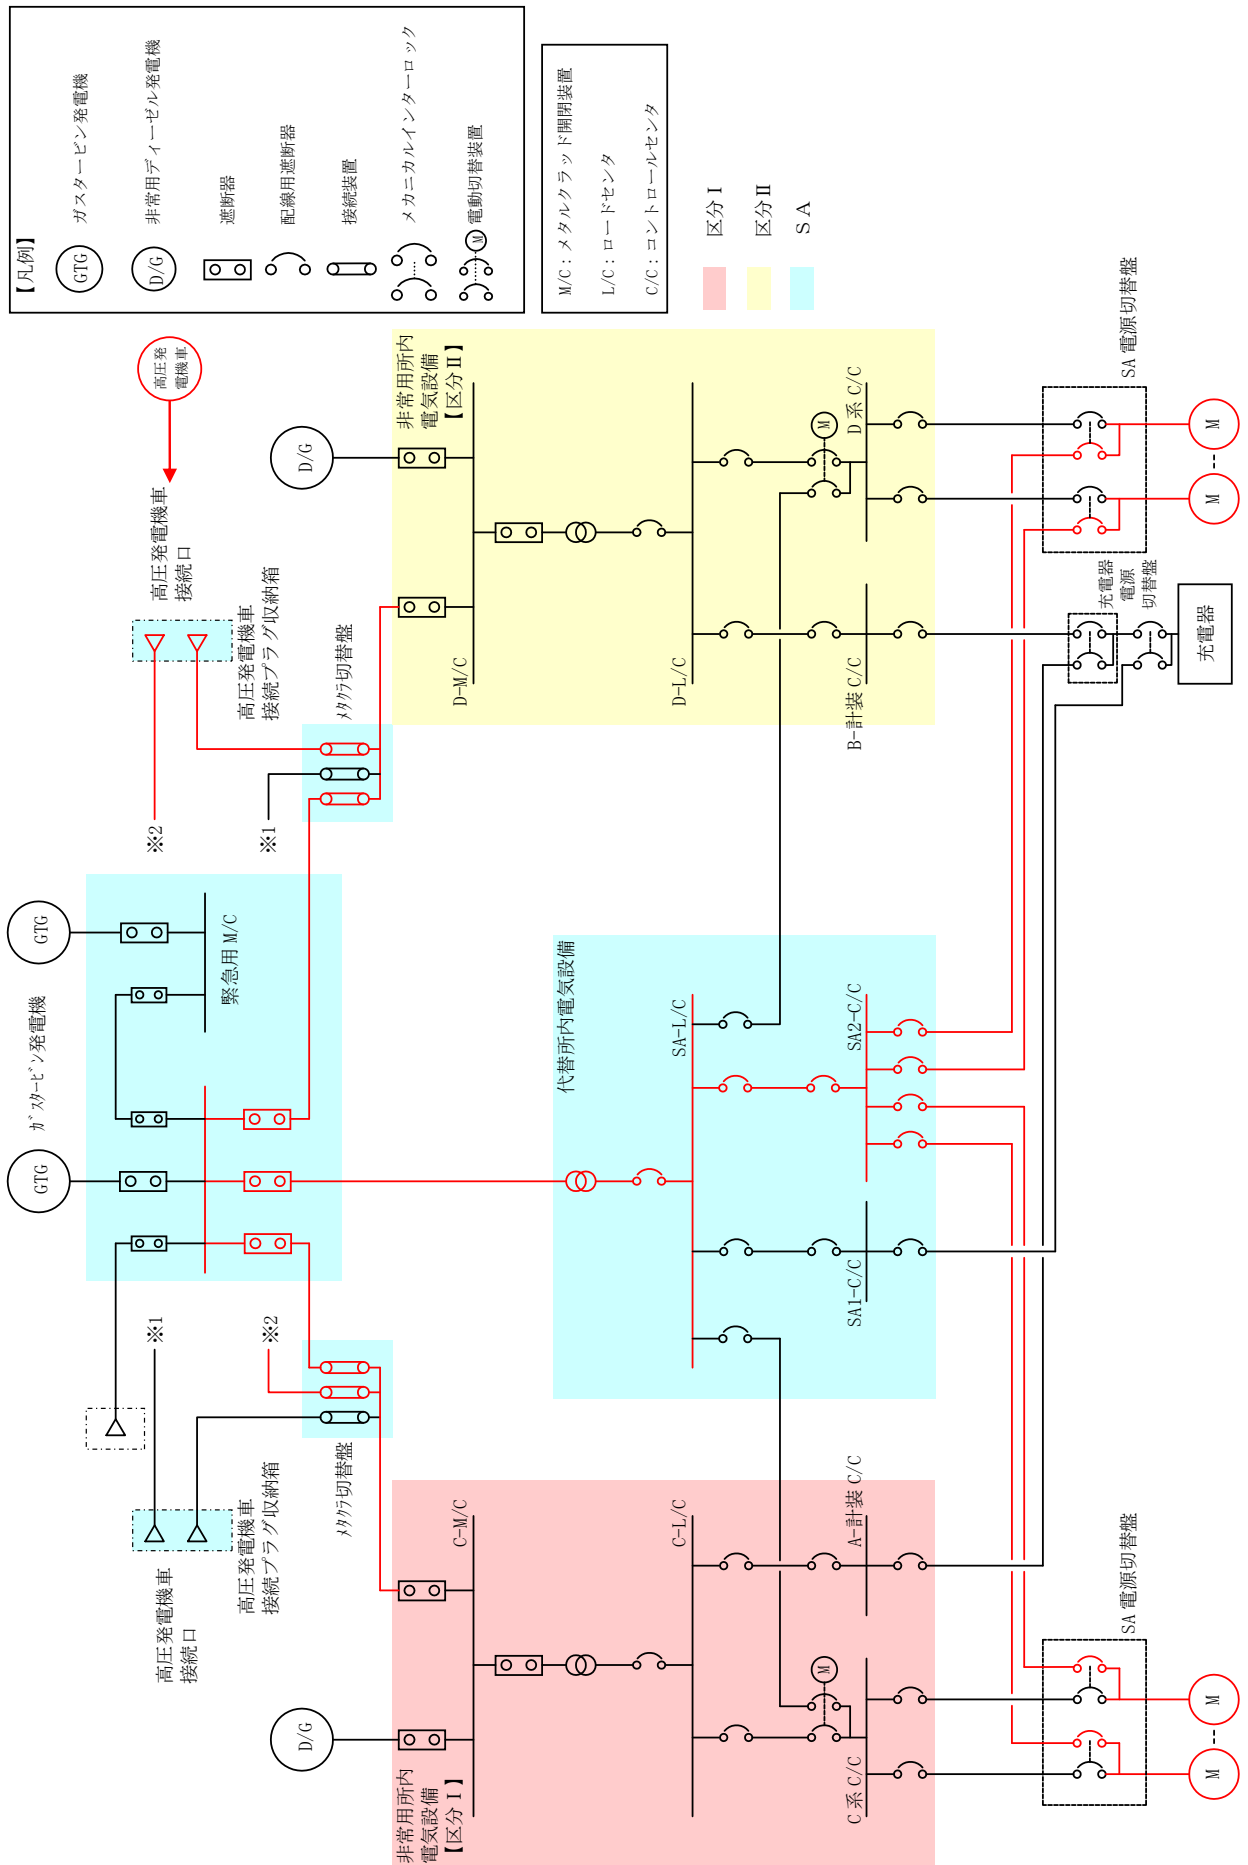 【凡例】
GTG
ガスタービン発電機
D/G
非常用ディーゼル発電機
遮断器
配線用遮断器
接続装置
メカニカルインターロック
M
電動切替装置
M/C：メタルクラッド開閉装置
L/C：ロードセンタ
C/C：コントロールセンタ
区分Ⅰ
区分Ⅱ
ＳＡ
高圧発
電機車
高圧発電機車
接続口
高圧発電機車
接続プラグ収納箱
ﾒﾀｸﾗ切替盤
※2
※1
D/G
非常用所内
電気設備
【区分Ⅱ】
D-M/C
D-L/C
M
D系 C/C
B-計装 C/C
SA 電源切替盤
M
M
充電器
電源
切替盤
充電器
GTG
緊急用 M/C
ｶﾞｽﾀｰﾋﾞﾝ発電機
GTG
代替所内電気設備
SA-L/C
SA2-C/C
SA1-C/C
※1
※2
高圧発電機車
接続口
高圧発電機車
接続プラグ収納箱
ﾒﾀｸﾗ切替盤
D/G
非常用所内
電気設備
【区分Ⅰ】
C-M/C
C-L/C
A-計装 C/C
M
C系 C/C
SA 電源切替盤
M
M